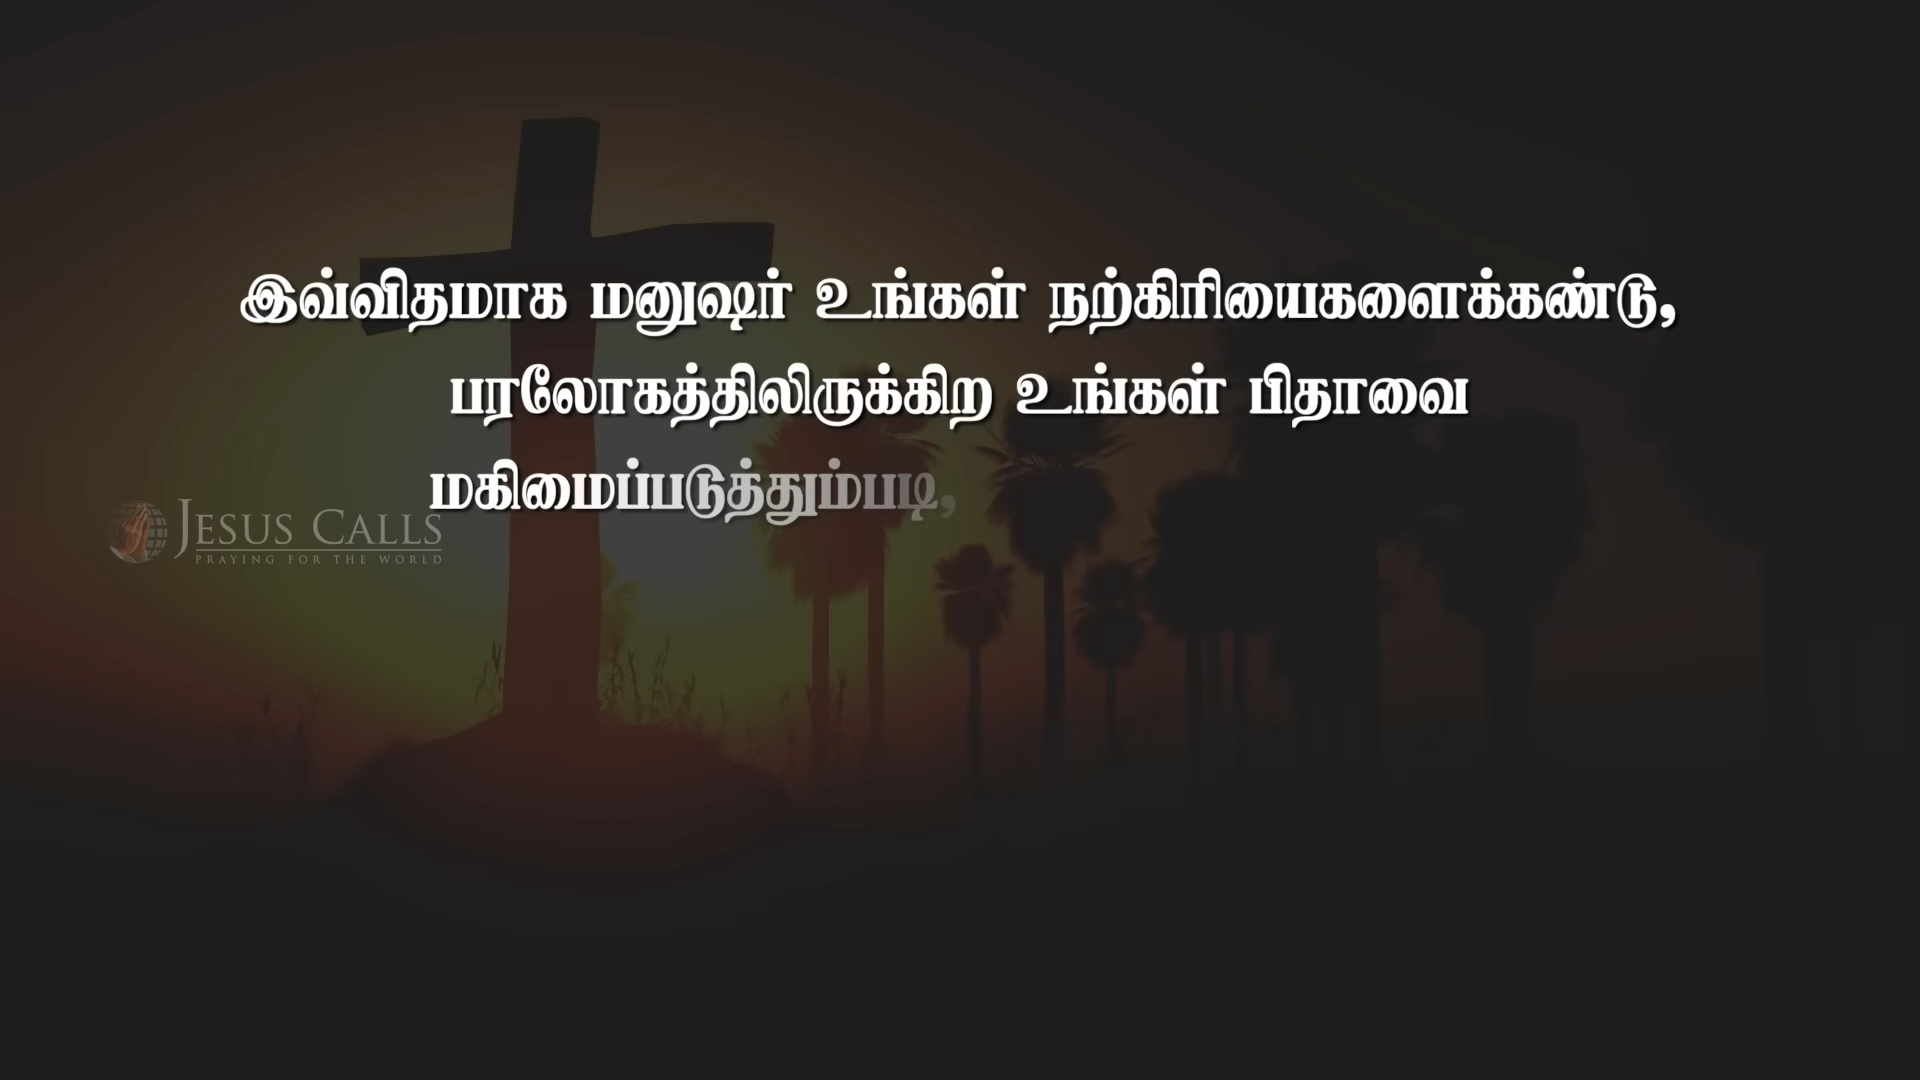 இவ்விதமாக மனுஷர் உங்கள் நற்கிரியைகளைக்கண்டு,
பரலோகத்திலிருக்கிற உங்கள் பிதாவை
மகிமைப்படுத்தும்படி,
JESUS CALLS
PRAYING FOR THE WORLD